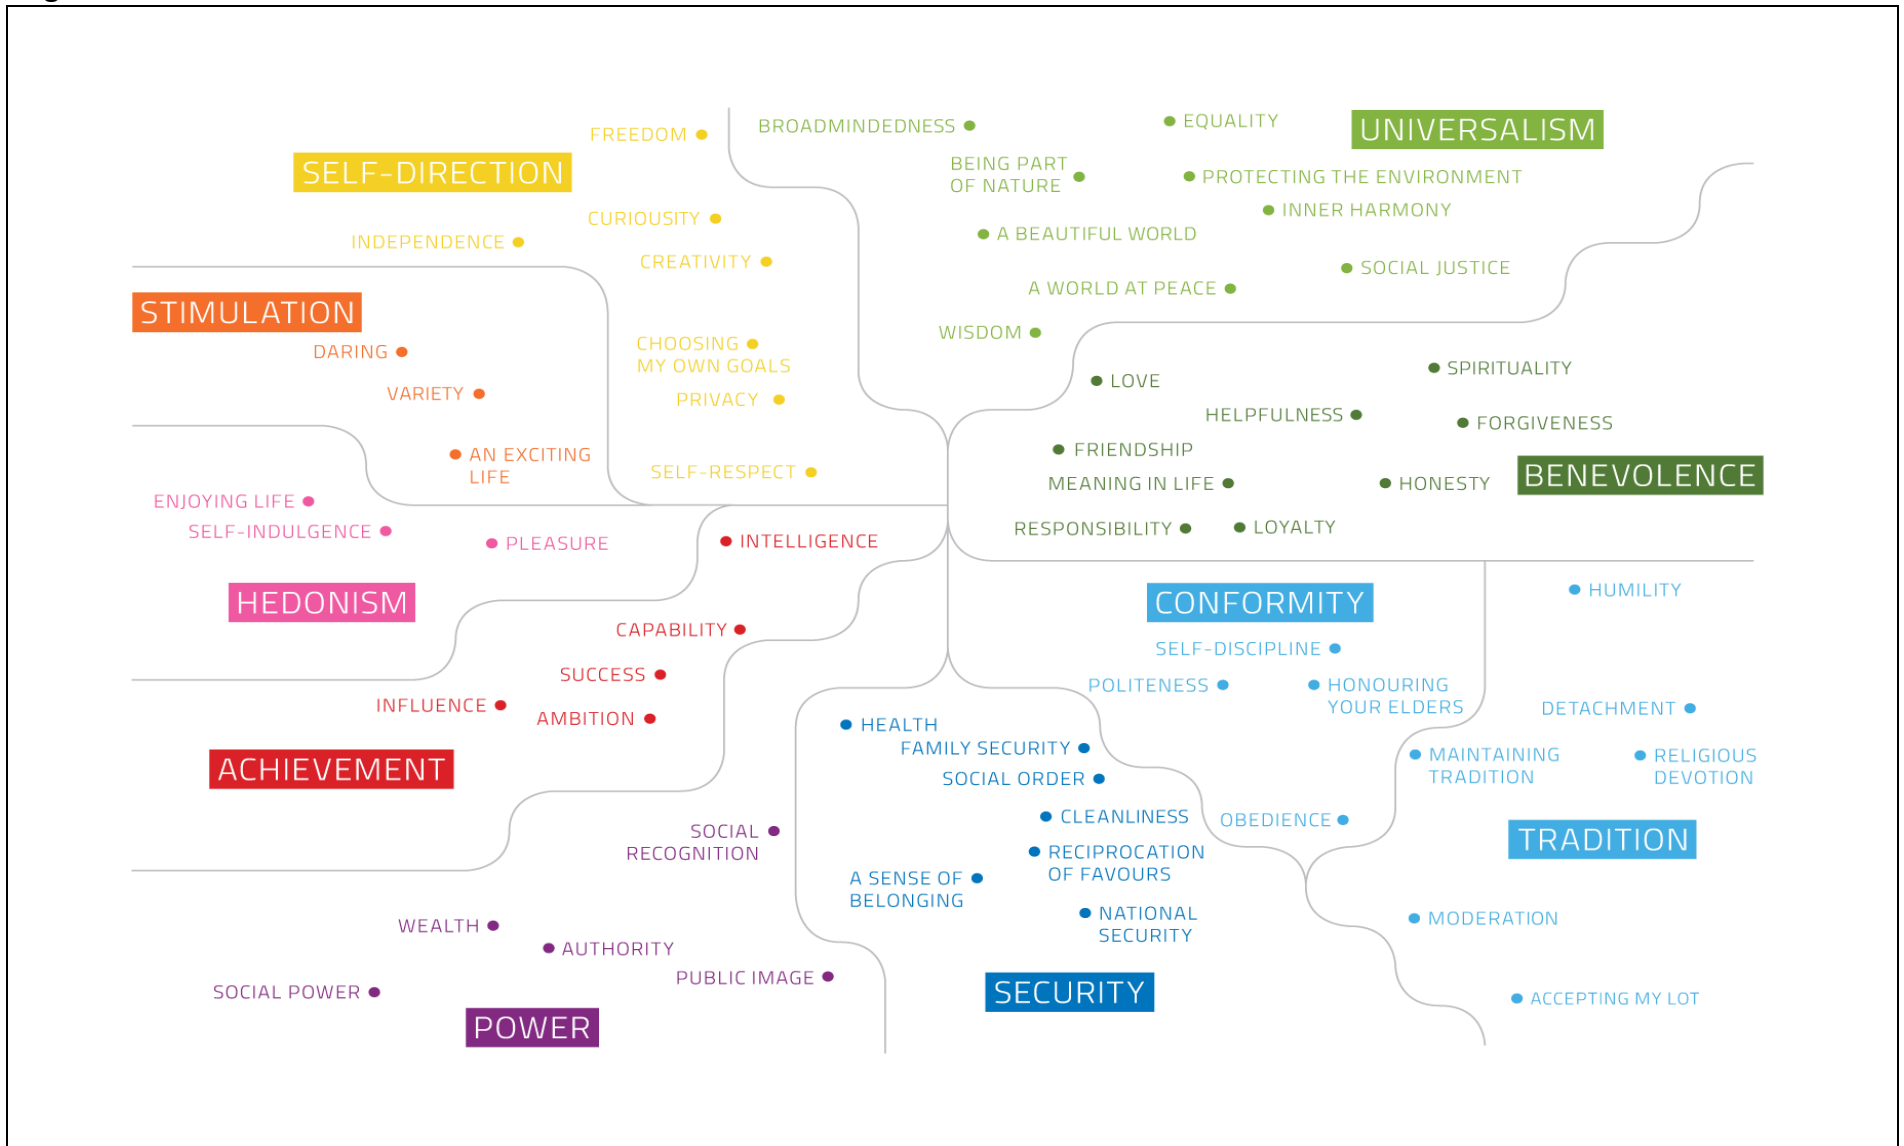 FREEDOM
SELF-DIRECTION
CURIOUSITY
INDEPENDENCE
CREATIVITY
CHOOSING
MY OWN GOALS
PRIVACY
SELF-RESPECT
BROADMINDEDNESS
EQUALITY
UNIVERSALISM
BEING PART
OF NATURE
PROTECTING THE ENVIRONMENT
INNER HARMONY
A BEAUTIFUL WORLD
SOCIAL JUSTICE
A WORLD AT PEACE
WISDOM
STIMULATION
DARING
VARIETY
AN EXCITING
LIFE
LOVE
SPIRITUALITY
HELPFULNESS
FORGIVENESS
FRIENDSHIP
BENEVOLENCE
MEANING IN LIFE
HONESTY
RESPONSIBILITY
LOYALTY
ENJOYING LIFE
SELF-INDULGENCE
PLEASURE
HEDONISM
INTELLIGENCE
CAPABILITY
SUCCESS
INFLUENCE
AMBITION
ACHIEVEMENT
CONFORMITY
SELF-DISCIPLINE
POLITENESS
HONOURING
YOUR ELDERS
OBEDIENCE
HUMILITY
DETACHMENT
MAINTAINING
TRADITION
RELIGIOUS
DEVOTION
TRADITION
MODERATION
ACCEPTING MY LOT
HEALTH
FAMILY SECURITY
SOCIAL ORDER
CLEANLINESS
RECIPROCATION
OF FAVOURS
A SENSE OF
BELONGING
NATIONAL
SECURITY
SECURITY
SOCIAL
RECOGNITION
WEALTH
AUTHORITY
PUBLIC IMAGE
SOCIAL POWER
POWER